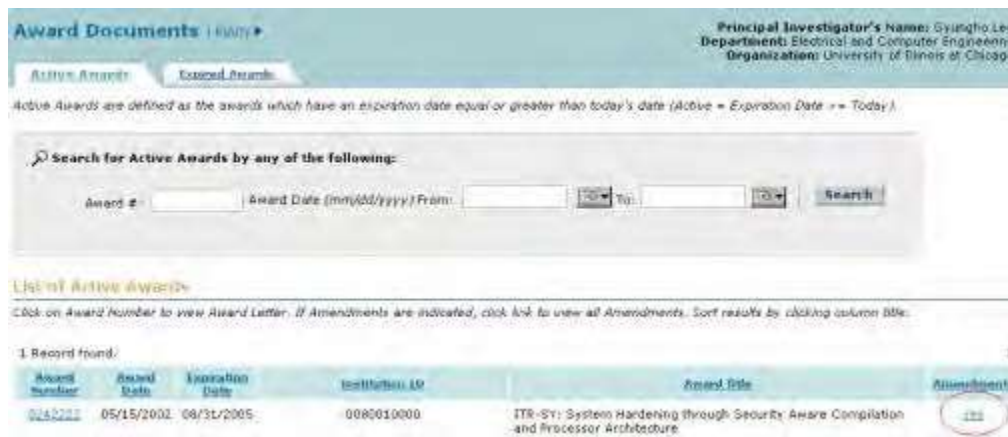 Award Documents
Principal Investigator's Name: Gyungho Le
Department: Electrical and Computer Engineering
Organization: University of Illinois at Chicag
Active Awards Expired Awards
Active Awards are defined as the awards which have an expiration date equal or greater than today's date (Active = Expiration Date >= Today).
Search for Active Awards by any of the following:
Award # Award Date (mm/dd/yyyy) From: To: Search
List of Active Awards
Click on Award Number to view Award Letter. If Amendments are indicated, click link to view all Amendments. Sort results by clicking column title.
1 Record found.
Award Number Award Date Expiration Date Institution ID Award Title Amendment
05/15/2002 08/31/2005 0080010000 ITR-SY: System Hardening through Security Aware Compilation
and Processor Architecture